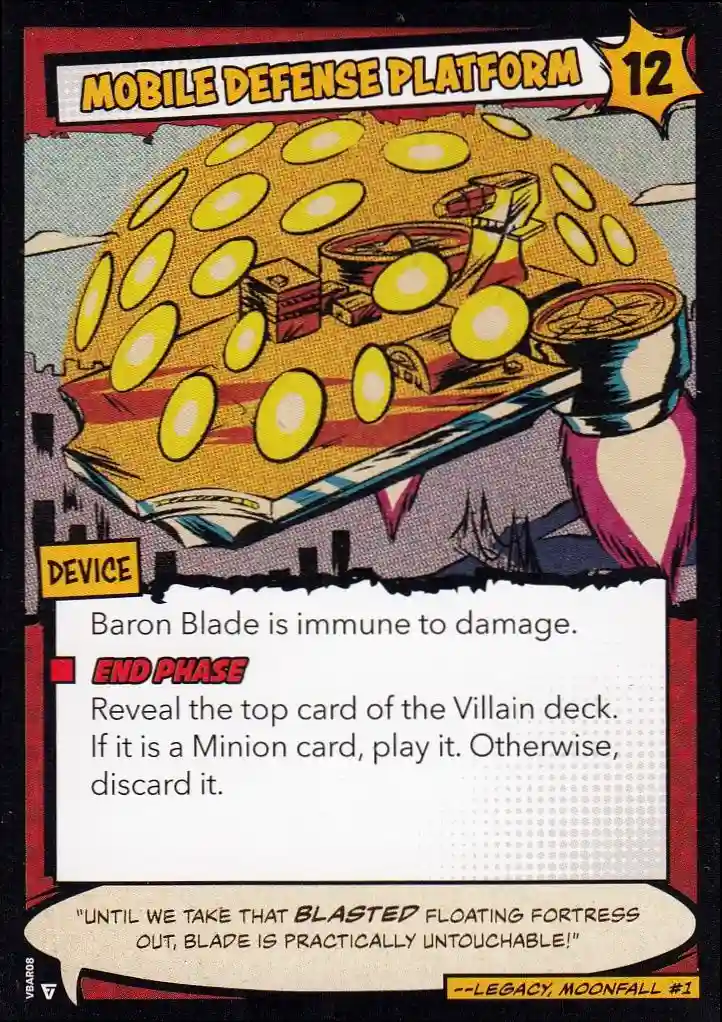 MOBILE DEFENSE PLATFORM
12
DEVICE
Baron Blade is immune to damage.
END PHASE
Reveal the top card of the Villain deck.
If it is a Minion card, play it. Otherwise,
discard it.
"UNTIL WE TAKE THAT BLASTED FLOATING FORTRESS
OUT, BLADE IS PRACTICALLY UNTOUCHABLE!"
--LEGACY, MOONFALL #1
VBAR08